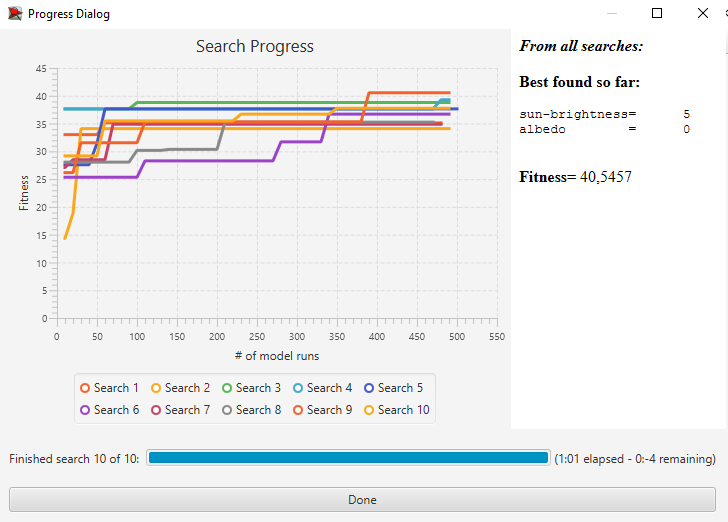 Progress Dialog
Search Progress
Fitness
45
40
35
30
25
20
15
10
5
0
0 50 100 150 200 250 300 350 400 450 500 550
# of model runs
Search 1 Search 2 Search 3 Search 4 Search 5
Search 6 Search 7 Search 8 Search 9 Search 10
From all searches:
Best found so far:
sun-brightness= 5
albedo = 0
Fitness= 40,5457
Finished search 10 of 10: (1:01 elapsed - 0:-4 remaining)
Done